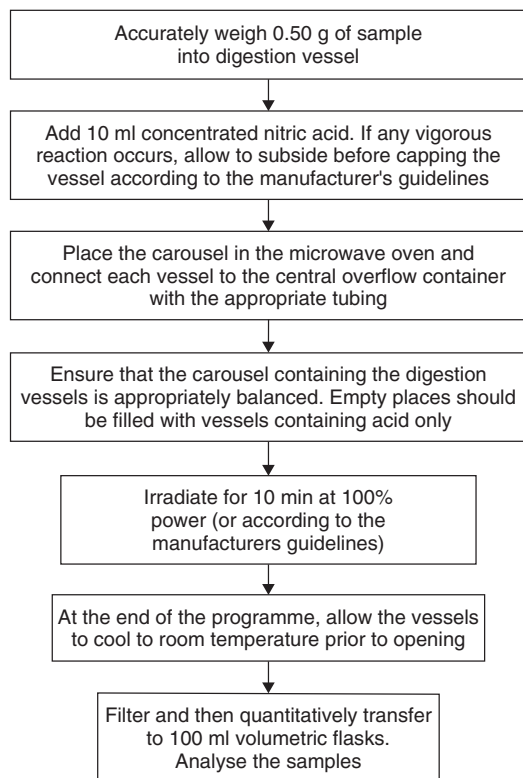 Accurately weigh 0.50 g of sample
into digestion vessel
Add 10 ml concentrated nitric acid. If any vigorous
reaction occurs, allow to subside before capping the
vessel according to the manufacturer's guidelines
Place the carousel in the microwave oven and
connect each vessel to the central overflow container
with the appropriate tubing
Ensure that the carousel containing the digestion
vessels is appropriately balanced. Empty places should
be filled with vessels containing acid only
Irradiate for 10 min at 100%
power (or according to the
manufacturers guidelines)
At the end of the programme, allow the vessels
to cool to room temperature prior to opening
Filter and then quantitatively transfer
to 100 ml volumetric flasks.
Analyse the samples